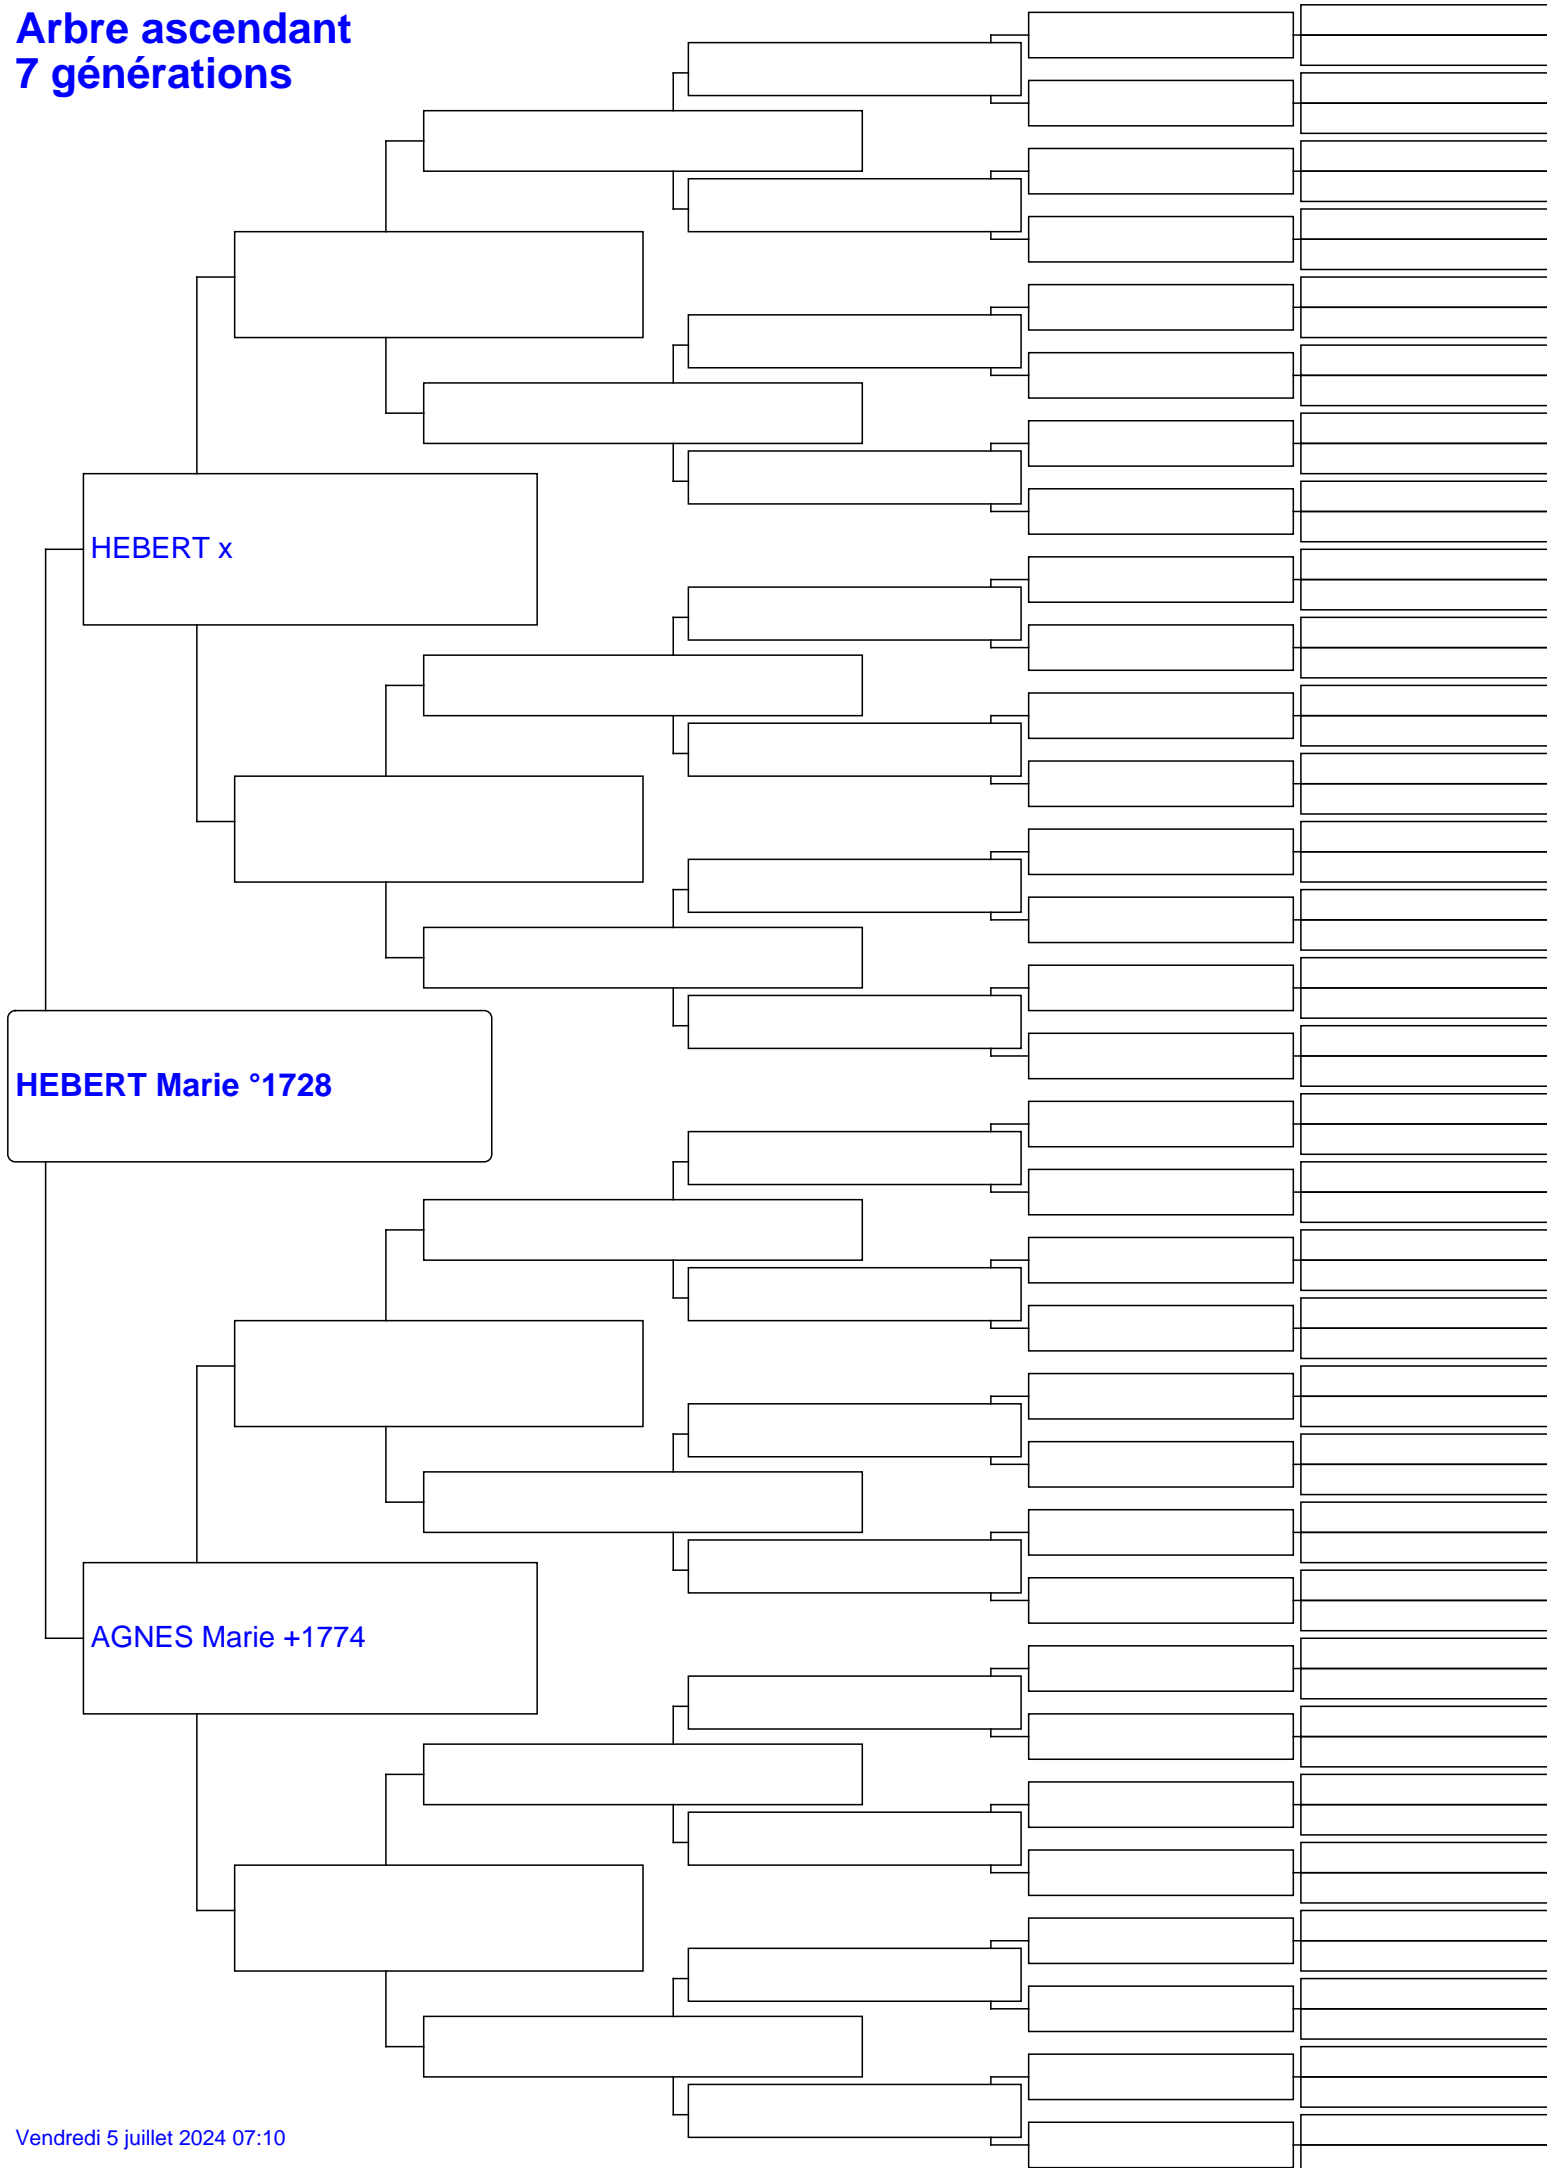 Arbre ascendant
7 générations
HEBERT x
HEBERT Marie °1728
AGNES Marie +1774
Vendredi 5 juillet 2024 07:10